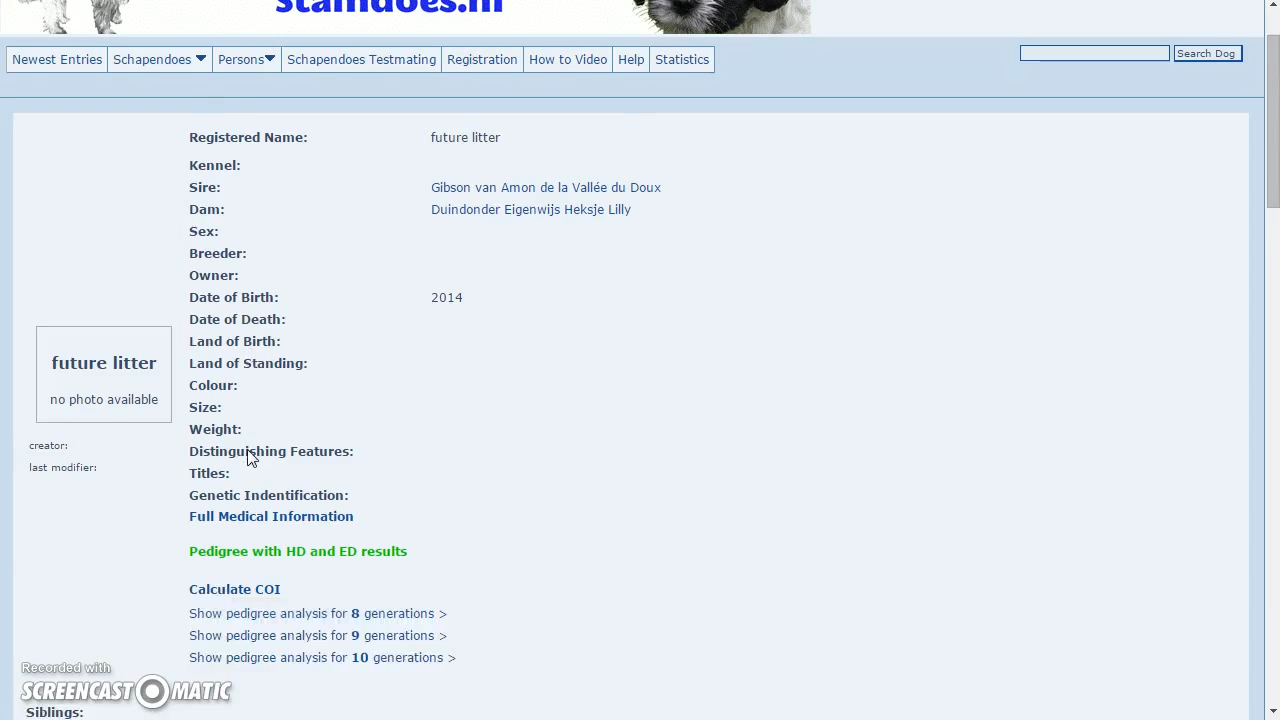 stamdoes.nl
Newest Entries Schapendoes Persons Schapendoes Testmating Registration How to Video Help Statistics Search Dog
Registered Name: future litter
Kennel:
Sire: Gibson van Amon de la Vallée du Doux
Dam: Duindonder Eigenwijs Heksje Lilly
Sex:
Breeder:
Owner:
Date of Birth: 2014
Date of Death:
Land of Birth:
Land of Standing:
Colour:
Size:
Weight:
Distinguishing Features:
Titles:
Genetic Indentification:
Full Medical Information
future litter
no photo available
creator:
last modifier:
Pedigree with HD and ED results
Calculate COI
Show pedigree analysis for 8 generations >
Show pedigree analysis for 9 generations >
Show pedigree analysis for 10 generations >
Recorded with
SCREENCAST O MATIC
Siblings: